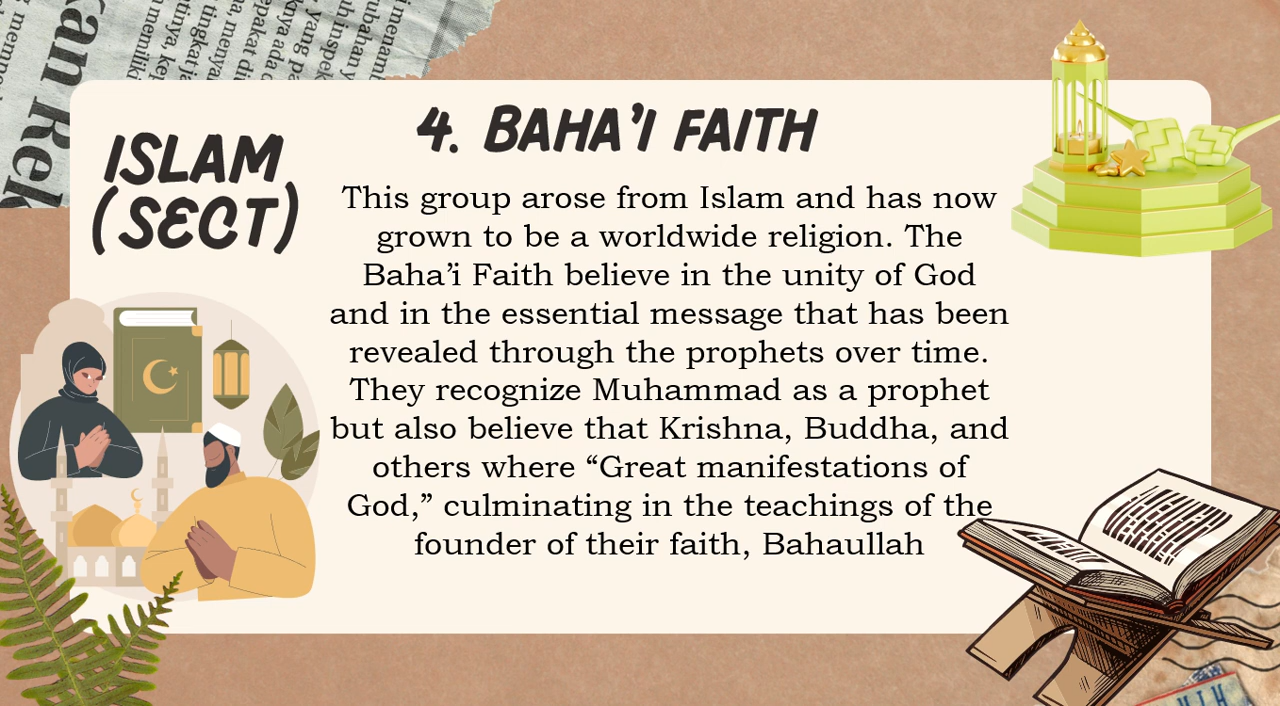 4. BAHA'I FAITH
ISLAM
(SECT)
This group arose from Islam and has now
grown to be a worldwide religion. The
Baha’i Faith believe in the unity of God
and in the essential message that has been
revealed through the prophets over time.
They recognize Muhammad as a prophet
but also believe that Krishna, Buddha, and
others where “Great manifestations of
God,” culminating in the teachings of the
founder of their faith, Bahaullah